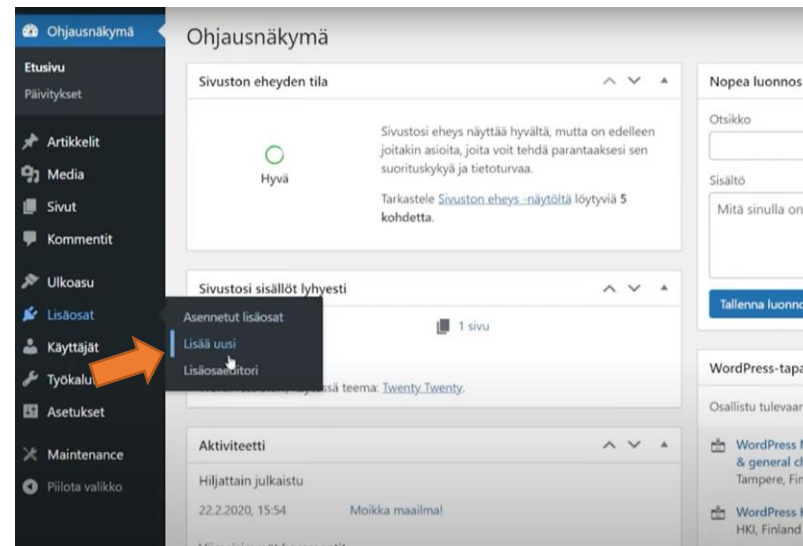 Ohjausnäkymä
Etusivu
Päivitykset
Artikkelit
Media
Sivut
Kommentit
Ulkoasu
Lisäosat
Käyttäjät
Työkalu
Asetukset
Maintenance
Piilota valikko
Asennetut lisäosat
Lisää uusi
Lisäosaeditori
Ohjausnäkymä
Sivuston eheyden tila
Hyvä
Sivustosi eheys näyttää hyvältä, mutta on edelleen
joitakin asioita, joita voit tehdä parantaaksesi sen
suorituskykyä ja tietoturvaa.
Tarkastele Sivuston eheys -näytöltä löytyviä 5
kohdetta.
Sivustosi sisällöt lyhyesti
1 sivu
teema: Twenty Twenty.
Aktiviteetti
Hiljattain julkaistu
22.2.2020, 15:54 Moikka maailma!
Nopea luonnos
Otsikko
Sisältö
Mitä sinulla on
Tallenna luonno
WordPress-tapa
Osallistu tulevaan
WordPress
& general
Tampere, Fin
WordPress
HKI, Finland